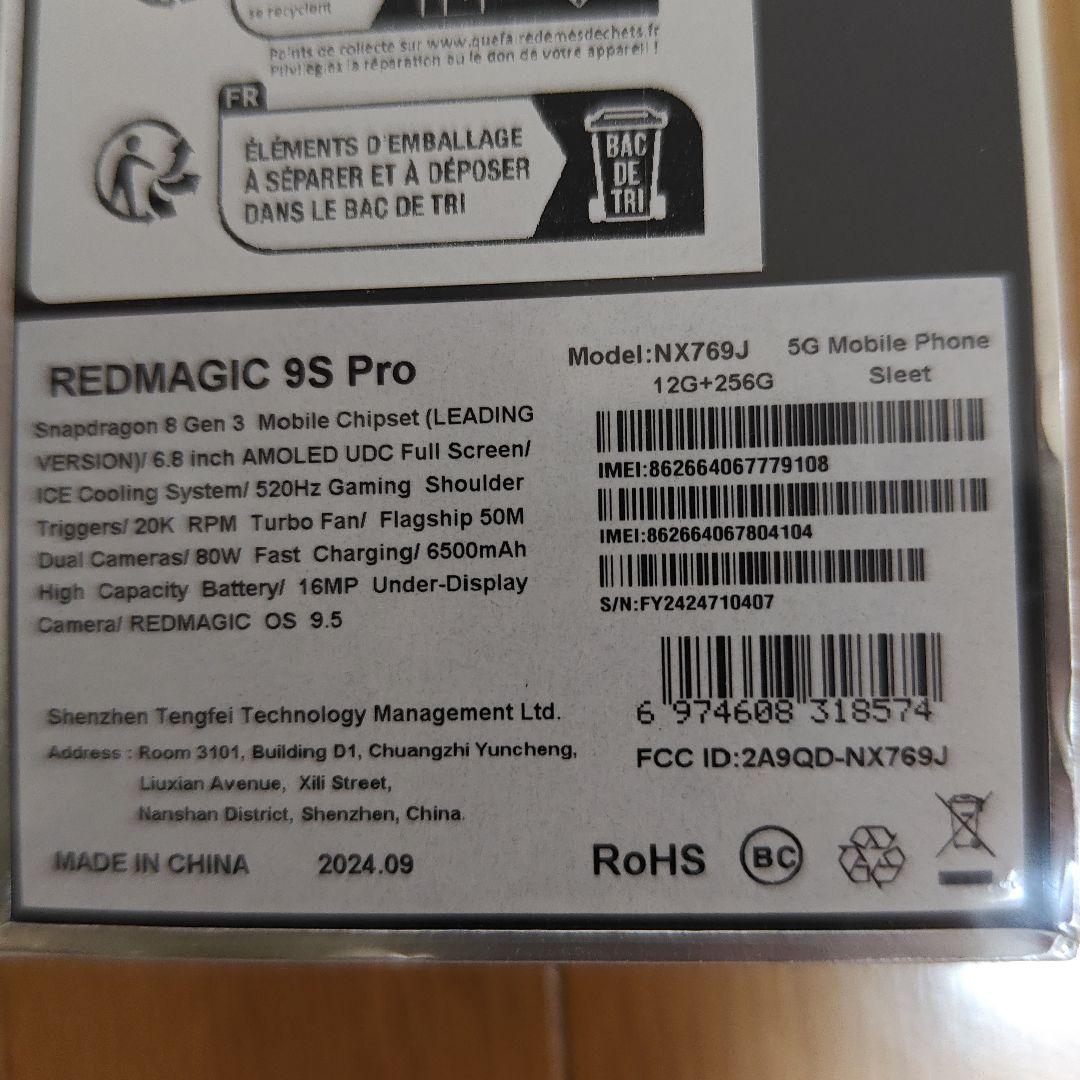 se recyclent
Points de collecte sur www.quefairedemesdechets.fr
Privilégiez la réparation ou le don de votre appareil !
FR
ÉLÉMENTS D'EMBALLAGE
À SÉPARER ET À DÉPOSER
DANS LE BAC DE TRI
BAC
DE
TRI
REDMAGIC 9S Pro
Snapdragon 8 Gen 3 Mobile Chipset (LEADING
VERSION)/ 6.8 inch AMOLED UDC Full Screen/
ICE Cooling System/ 520Hz Gaming Shoulder
Triggers/ 20K RPM Turbo Fan/ Flagship 50M
Dual Cameras/ 80W Fast Charging/ 6500mAh
High Capacity Battery/ 16MP Under-Display
Camera/ REDMAGIC OS 9.5
Model:NX769J 5G Mobile Phone
12G+256G Sleet
IMEI:862664067779108
IMEI:862664067804104
S/N:FY2424710407
6 974608 318574
FCC ID:2A9QD-NX769J
Shenzhen Tengfei Technology Management Ltd.
Address : Room 3101, Building D1, Chuangzhi Yuncheng,
Liuxian Avenue, Xili Street,
Nanshan District, Shenzhen, China.
MADE IN CHINA 2024.09
RoHS BC